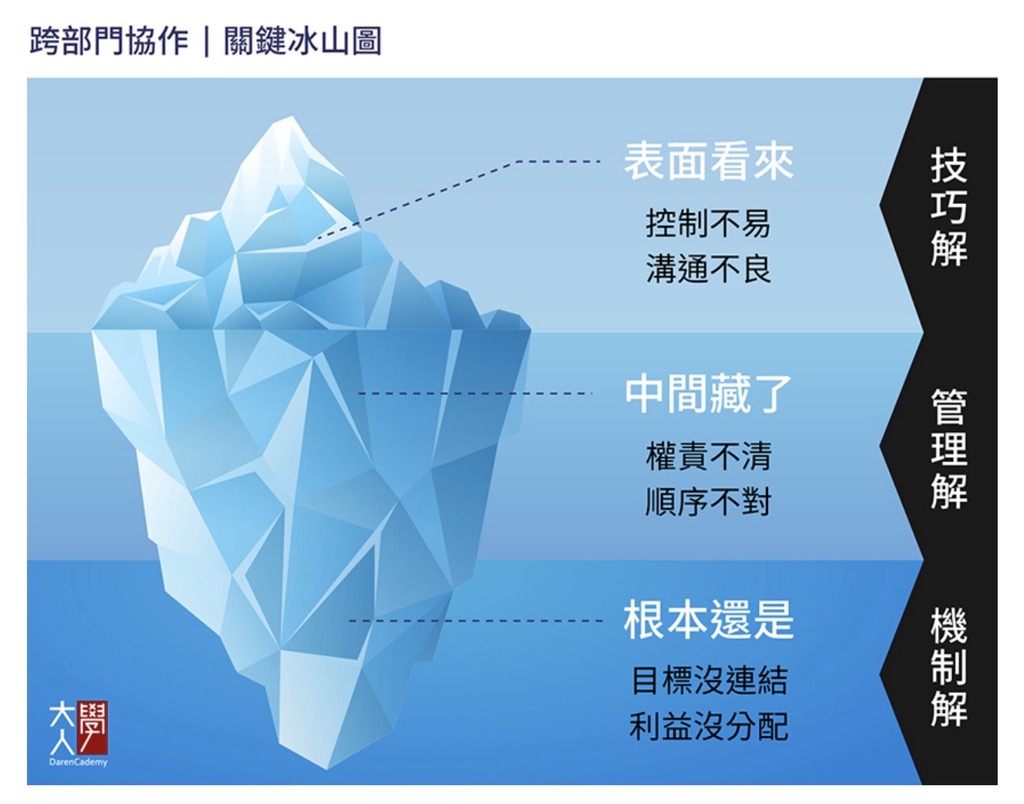 跨部門協作｜關鍵冰山圖
表面看來
控制不易
溝通不良
技巧解
中間藏了
權責不清
順序不對
管理解
根本還是
目標沒連結
利益沒分配
機制解
大人學
DarenCademy